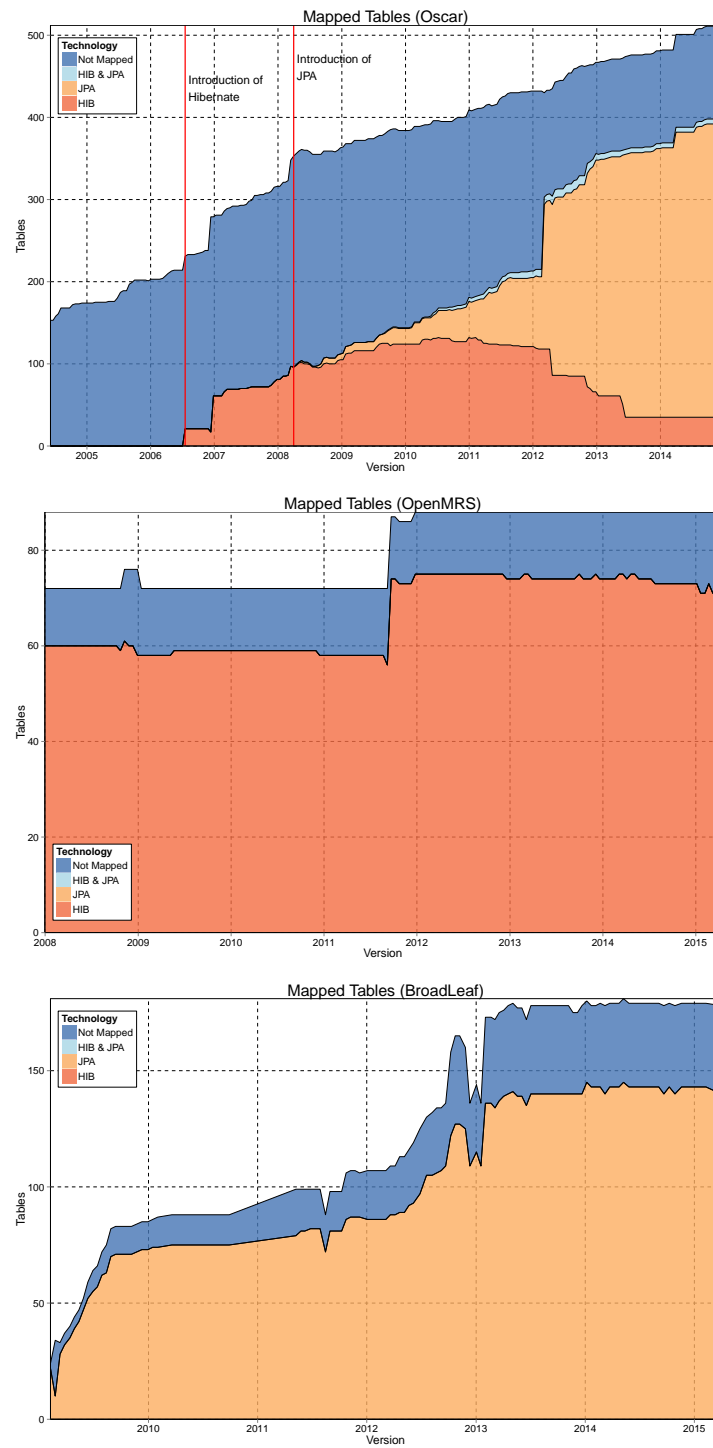 Mapped Tables (Oscar)
Technology
Not Mapped
HIB & JPA
JPA
HIB
Introduction of
Hibernate
Introduction of
JPA
500
400
300
200
100
0
Tables
2005 2006 2007 2008 2009 2010 2011 2012 2013 2014
Version
Mapped Tables (OpenMRS)
80
60
40
20
0
Tables
Technology
Not Mapped
HIB & JPA
JPA
HIB
2008 2009 2010 2011 2012 2013 2014 2015
Version
Mapped Tables (BroadLeaf)
Technology
Not Mapped
HIB & JPA
JPA
HIB
150
100
50
0
Tables
2010 2011 2012 2013 2014 2015
Version